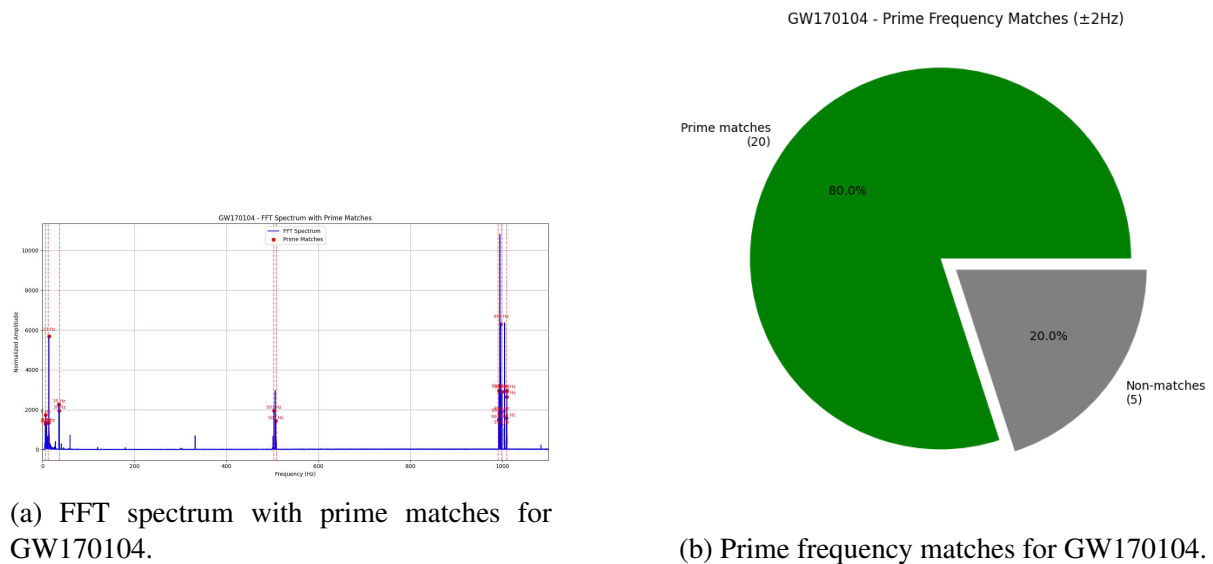 GW170104 - Prime Frequency Matches (±2Hz)
Prime matches
(20)
80.0%
20.0%
Non-matches
(5)
GW170104 - FFT Spectrum with Prime Matches
FFT Spectrum
Prime Matches
Normalized Amplitude
10000
8000
6000
4000
2000
0
0 200 400 600 800 1000
Frequency (Hz)
(a) FFT spectrum with prime matches for
GW170104.
(b) Prime frequency matches for GW170104.